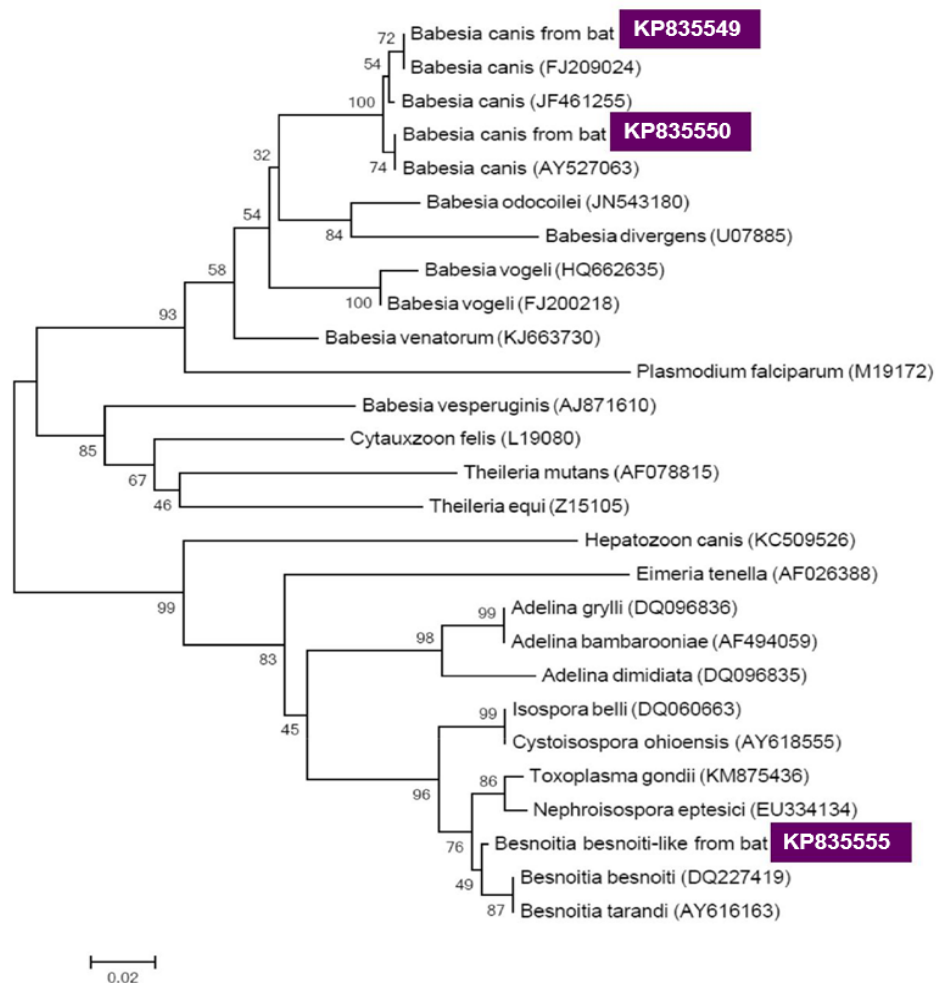 72
Babesia canis from bat KP835549
54
Babesia canis (FJ209024)
100
Babesia canis (JF461255)
Babesia canis from bat KP835550
74
Babesia canis (AY527063)
32
Babesia odocoilei (JN543180)
84
Babesia divergens (U07885)
54
Babesia vogeli (HQ662635)
58
100
Babesia vogeli (FJ200218)
93
Babesia venatorum (KJ663730)
Plasmodium falciparum (M19172)
Babesia vesperuginis (AJ871610)
85
Cytauxzoon felis (L19080)
67
Theileria mutans (AF078815)
46
Theileria equi (Z15105)
Hepatozoon canis (KC509526)
99
Eimeria tenella (AF026388)
99
Adelina grylli (DQ096836)
98
Adelina bambarooniae (AF494059)
83
Adelina dimidiata (DQ096835)
99
Isospora belli (DQ060663)
45
Cystoisospora ohioensis (AY618555)
86
Toxoplasma gondii (KM875436)
96
Nephroisospora eptesici (EU334134)
76
Besnoitia besnoiti-like from bat KP835555
49
Besnoitia besnoiti (DQ227419)
87
Besnoitia tarandi (AY616163)
0.02